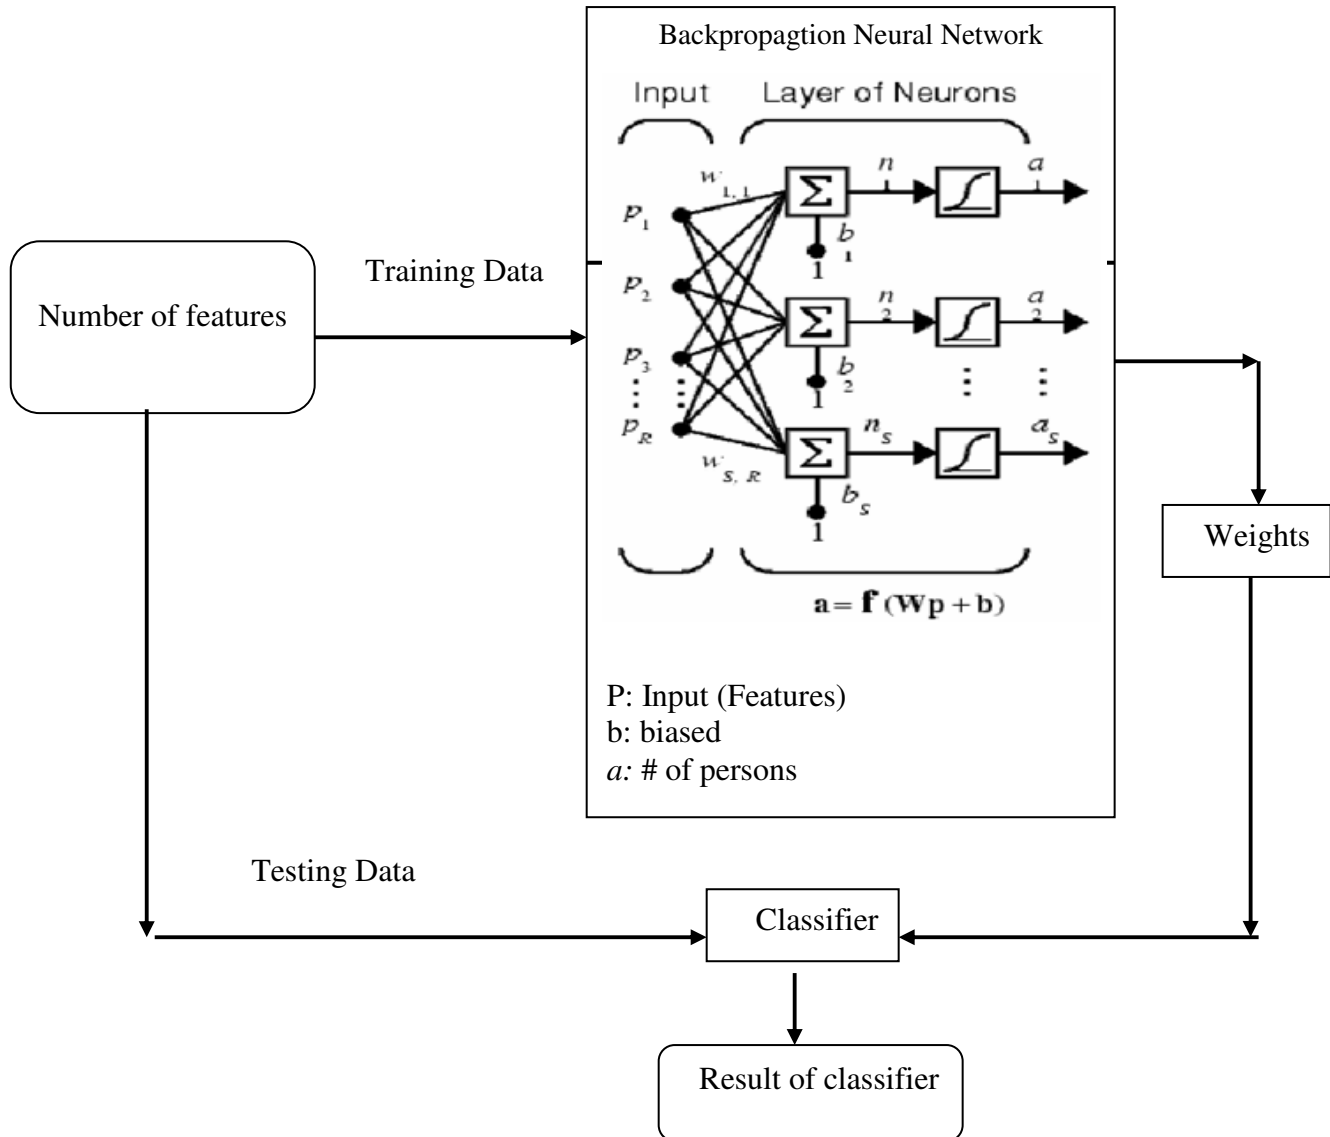 Backpropagtion Neural Network
Input
Layer of Neurons
w1,1
n1
a1
p1
b1
1
Training Data
Number of features
p2
n2
a2
p3
b2
1
pR
nS
aS
wS, R
bS
1
Weights
a = f (Wp + b)
P: Input (Features)
b: biased
a: # of persons
Testing Data
Classifier
Result of classifier